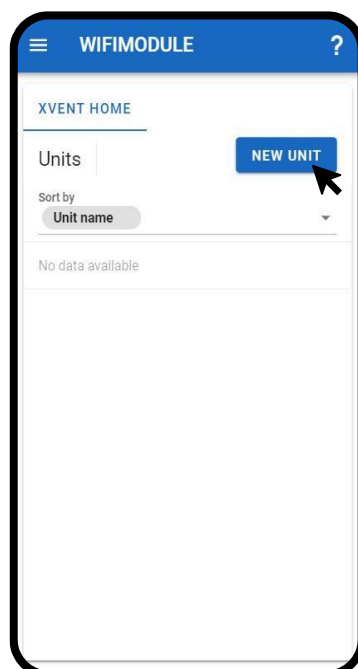 WIFIMODULE ?
XVENT HOME
Units
NEW UNIT
Sort by
Unit name
No data available